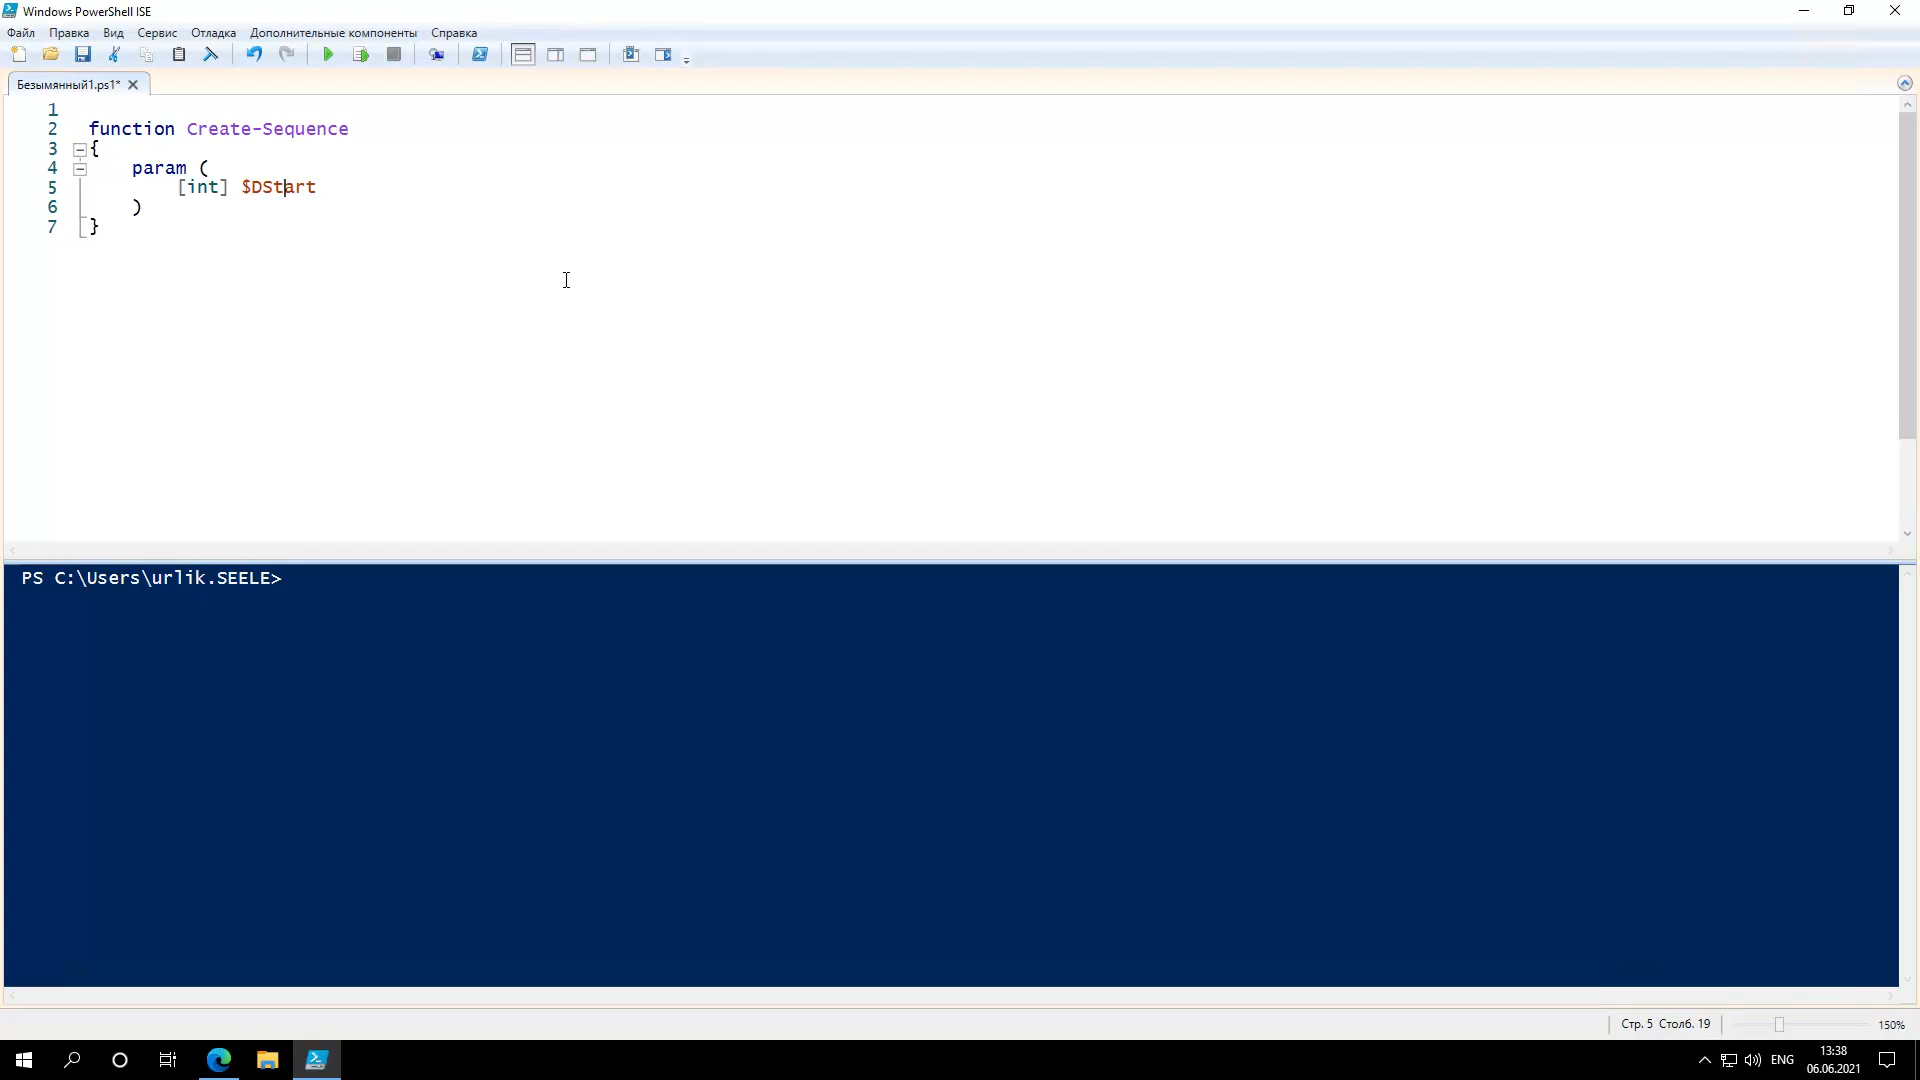 Windows PowerShell ISE
Файл Правка Вид Сервис Отладка Дополнительные компоненты Справка
Безымянный1.ps1*
1
2 function Create-Sequence
3 {
4 param (
5 [int] $DStart
6 )
7 }
PS C:\Users\urlik.SEELE>
Стр. 5 Столб. 19 150%
ENG 13:38
06.06.2021